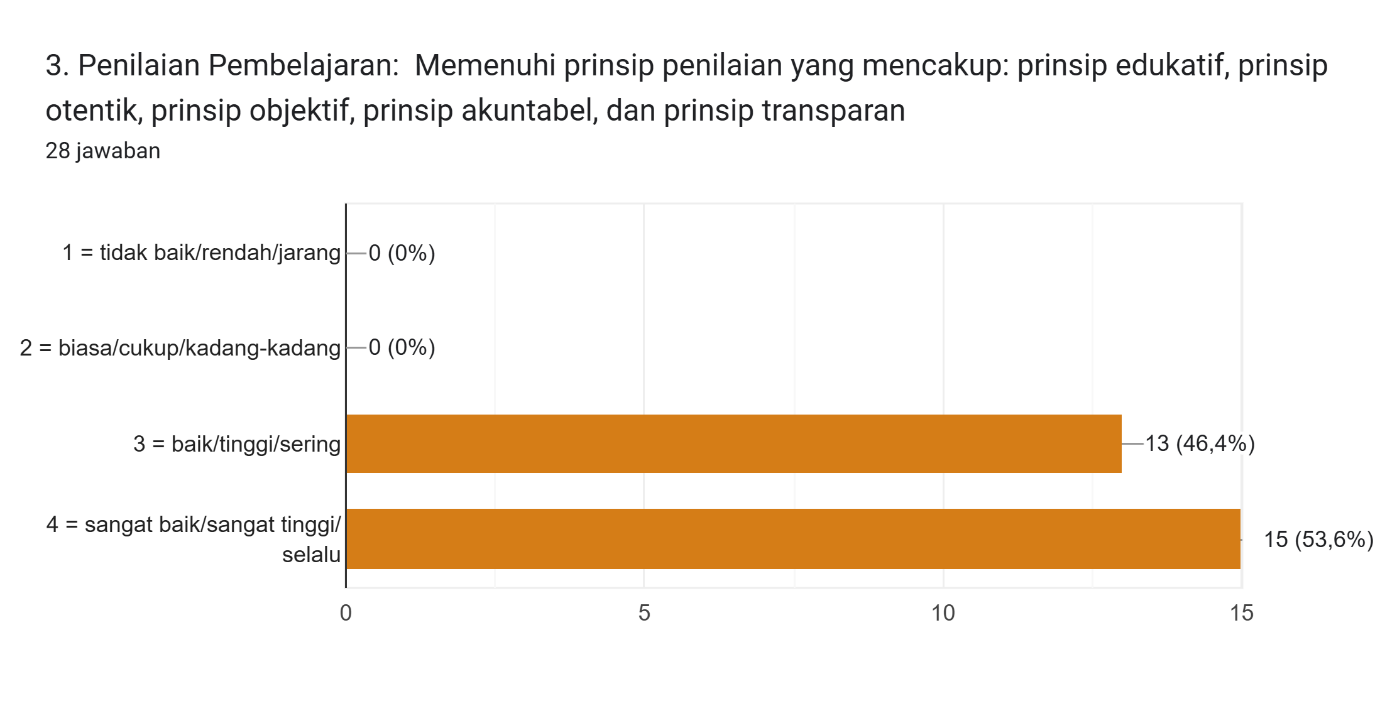 3. Penilaian Pembelajaran:  Memenuhi prinsip penilaian yang mencakup: prinsip edukatif, prinsip
otentik, prinsip objektif, prinsip akuntabel, dan prinsip transparan
28 jawaban
1 = tidak baik/rendah/jarang 0 (0%)
2 = biasa/cukup/kadang-kadang 0 (0%)
3 = baik/tinggi/sering 13 (46,4%)
4 = sangat baik/sangat tinggi/
selalu 15 (53,6%)
0 5 10 15